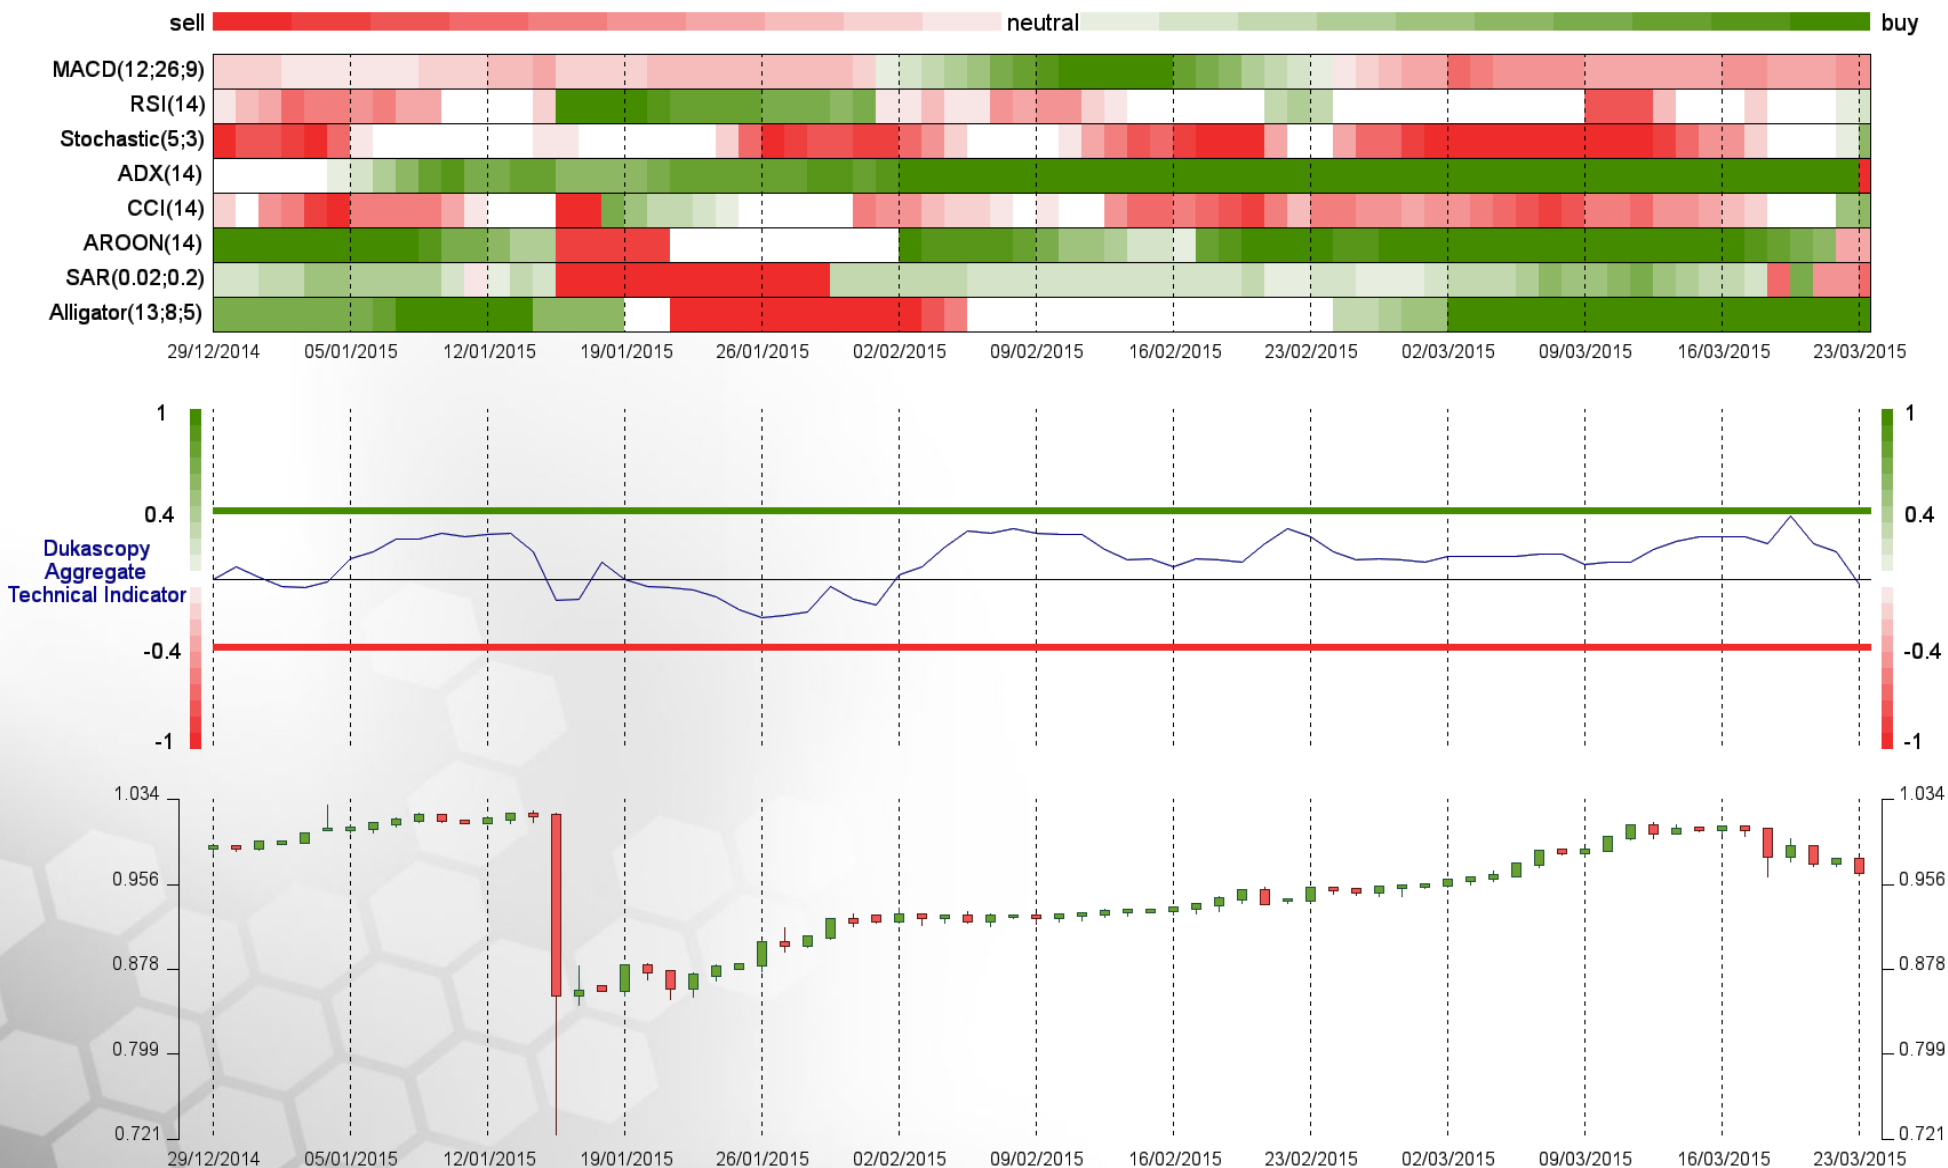 sell neutral buy
MACD(12;26;9)
RSI(14)
Stochastic(5;3)
ADX(14)
CCI(14)
AROON(14)
SAR(0.02;0.2)
Alligator(13;8;5)
29/12/2014 05/01/2015 12/01/2015 19/01/2015 26/01/2015 02/02/2015 09/02/2015 16/02/2015 23/02/2015 02/03/2015 09/03/2015 16/03/2015 23/03/2015
1 1
0.4 0.4
Dukascopy
Aggregate
Technical Indicator
-0.4 -0.4
-1 -1
1.034 1.034
0.956 0.956
0.878 0.878
0.799 0.799
0.721 0.721
29/12/2014 05/01/2015 12/01/2015 19/01/2015 26/01/2015 02/02/2015 09/02/2015 16/02/2015 23/02/2015 02/03/2015 09/03/2015 16/03/2015 23/03/2015